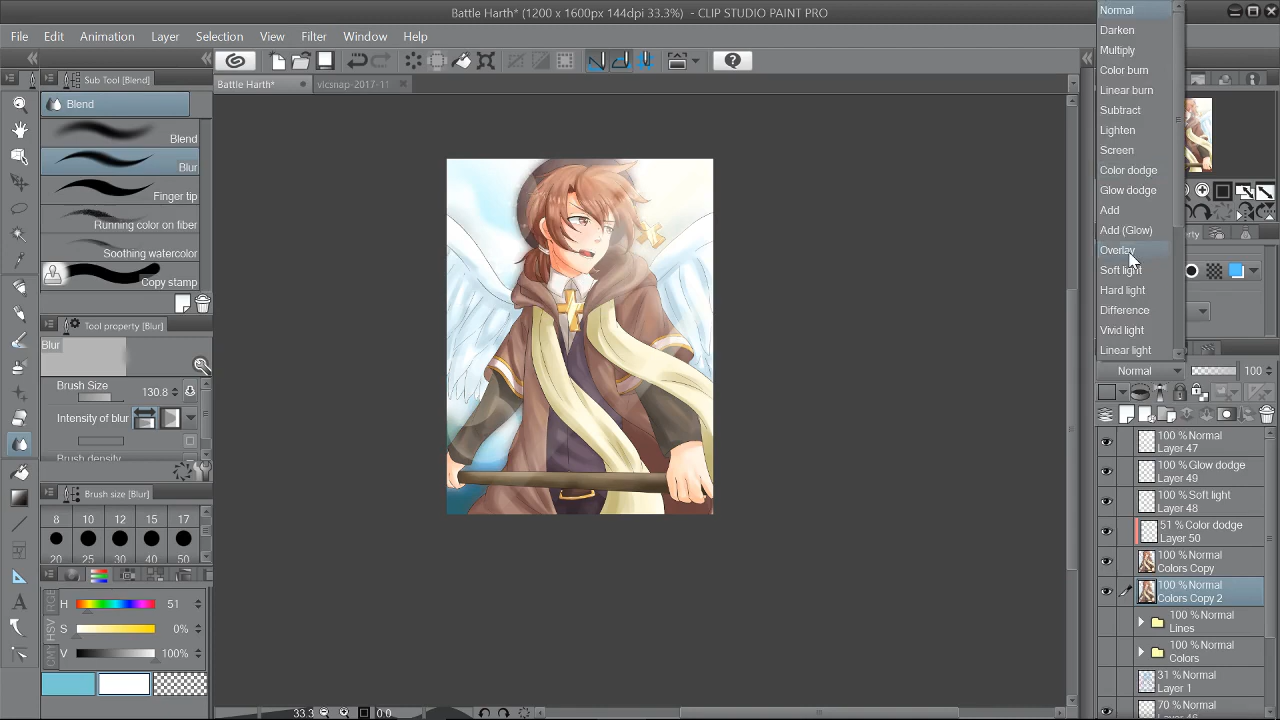 Battle Harth* (1200 x 1600px 144dpi 33.3%) - CLIP STUDIO PAINT PRO
File Edit Animation Layer Selection View Filter Window Help
Sub Tool [Blend]
Blend
Blend
Blur
Finger tip
Running color on fiber
Soothing watercolor
Copy stamp
Tool property [Blur]
Blur
Brush Size 130.8
Intensity of blur
Brush density
Brush size [Blur]
8 10 12 15 17
20 25 30 40 50
RGB
HSV
CMY
H 51
S 0%
V 100%
Battle Harth*
vicsnap-2017-11
33.3
0.0
Normal
Darken
Multiply
Color burn
Linear burn
Subtract
Lighten
Screen
Color dodge
Glow dodge
Add
Add (Glow)
Overlay
Soft light
Hard light
Difference
Vivid light
Linear light
Normal 100
100 % Normal
Layer 47
100 % Glow dodge
Layer 49
100 % Soft light
Layer 48
51 % Color dodge
Layer 50
100 % Normal
Colors Copy
100 % Normal
Colors Copy 2
100 % Normal
Lines
100 % Normal
Colors
31 % Normal
Layer 1
70 % Normal